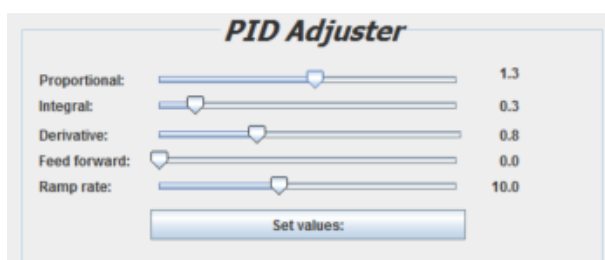 PID Adjuster
Proportional: 1.3
Integral: 0.3
Derivative: 0.8
Feed forward: 0.0
Ramp rate: 10.0
Set values: